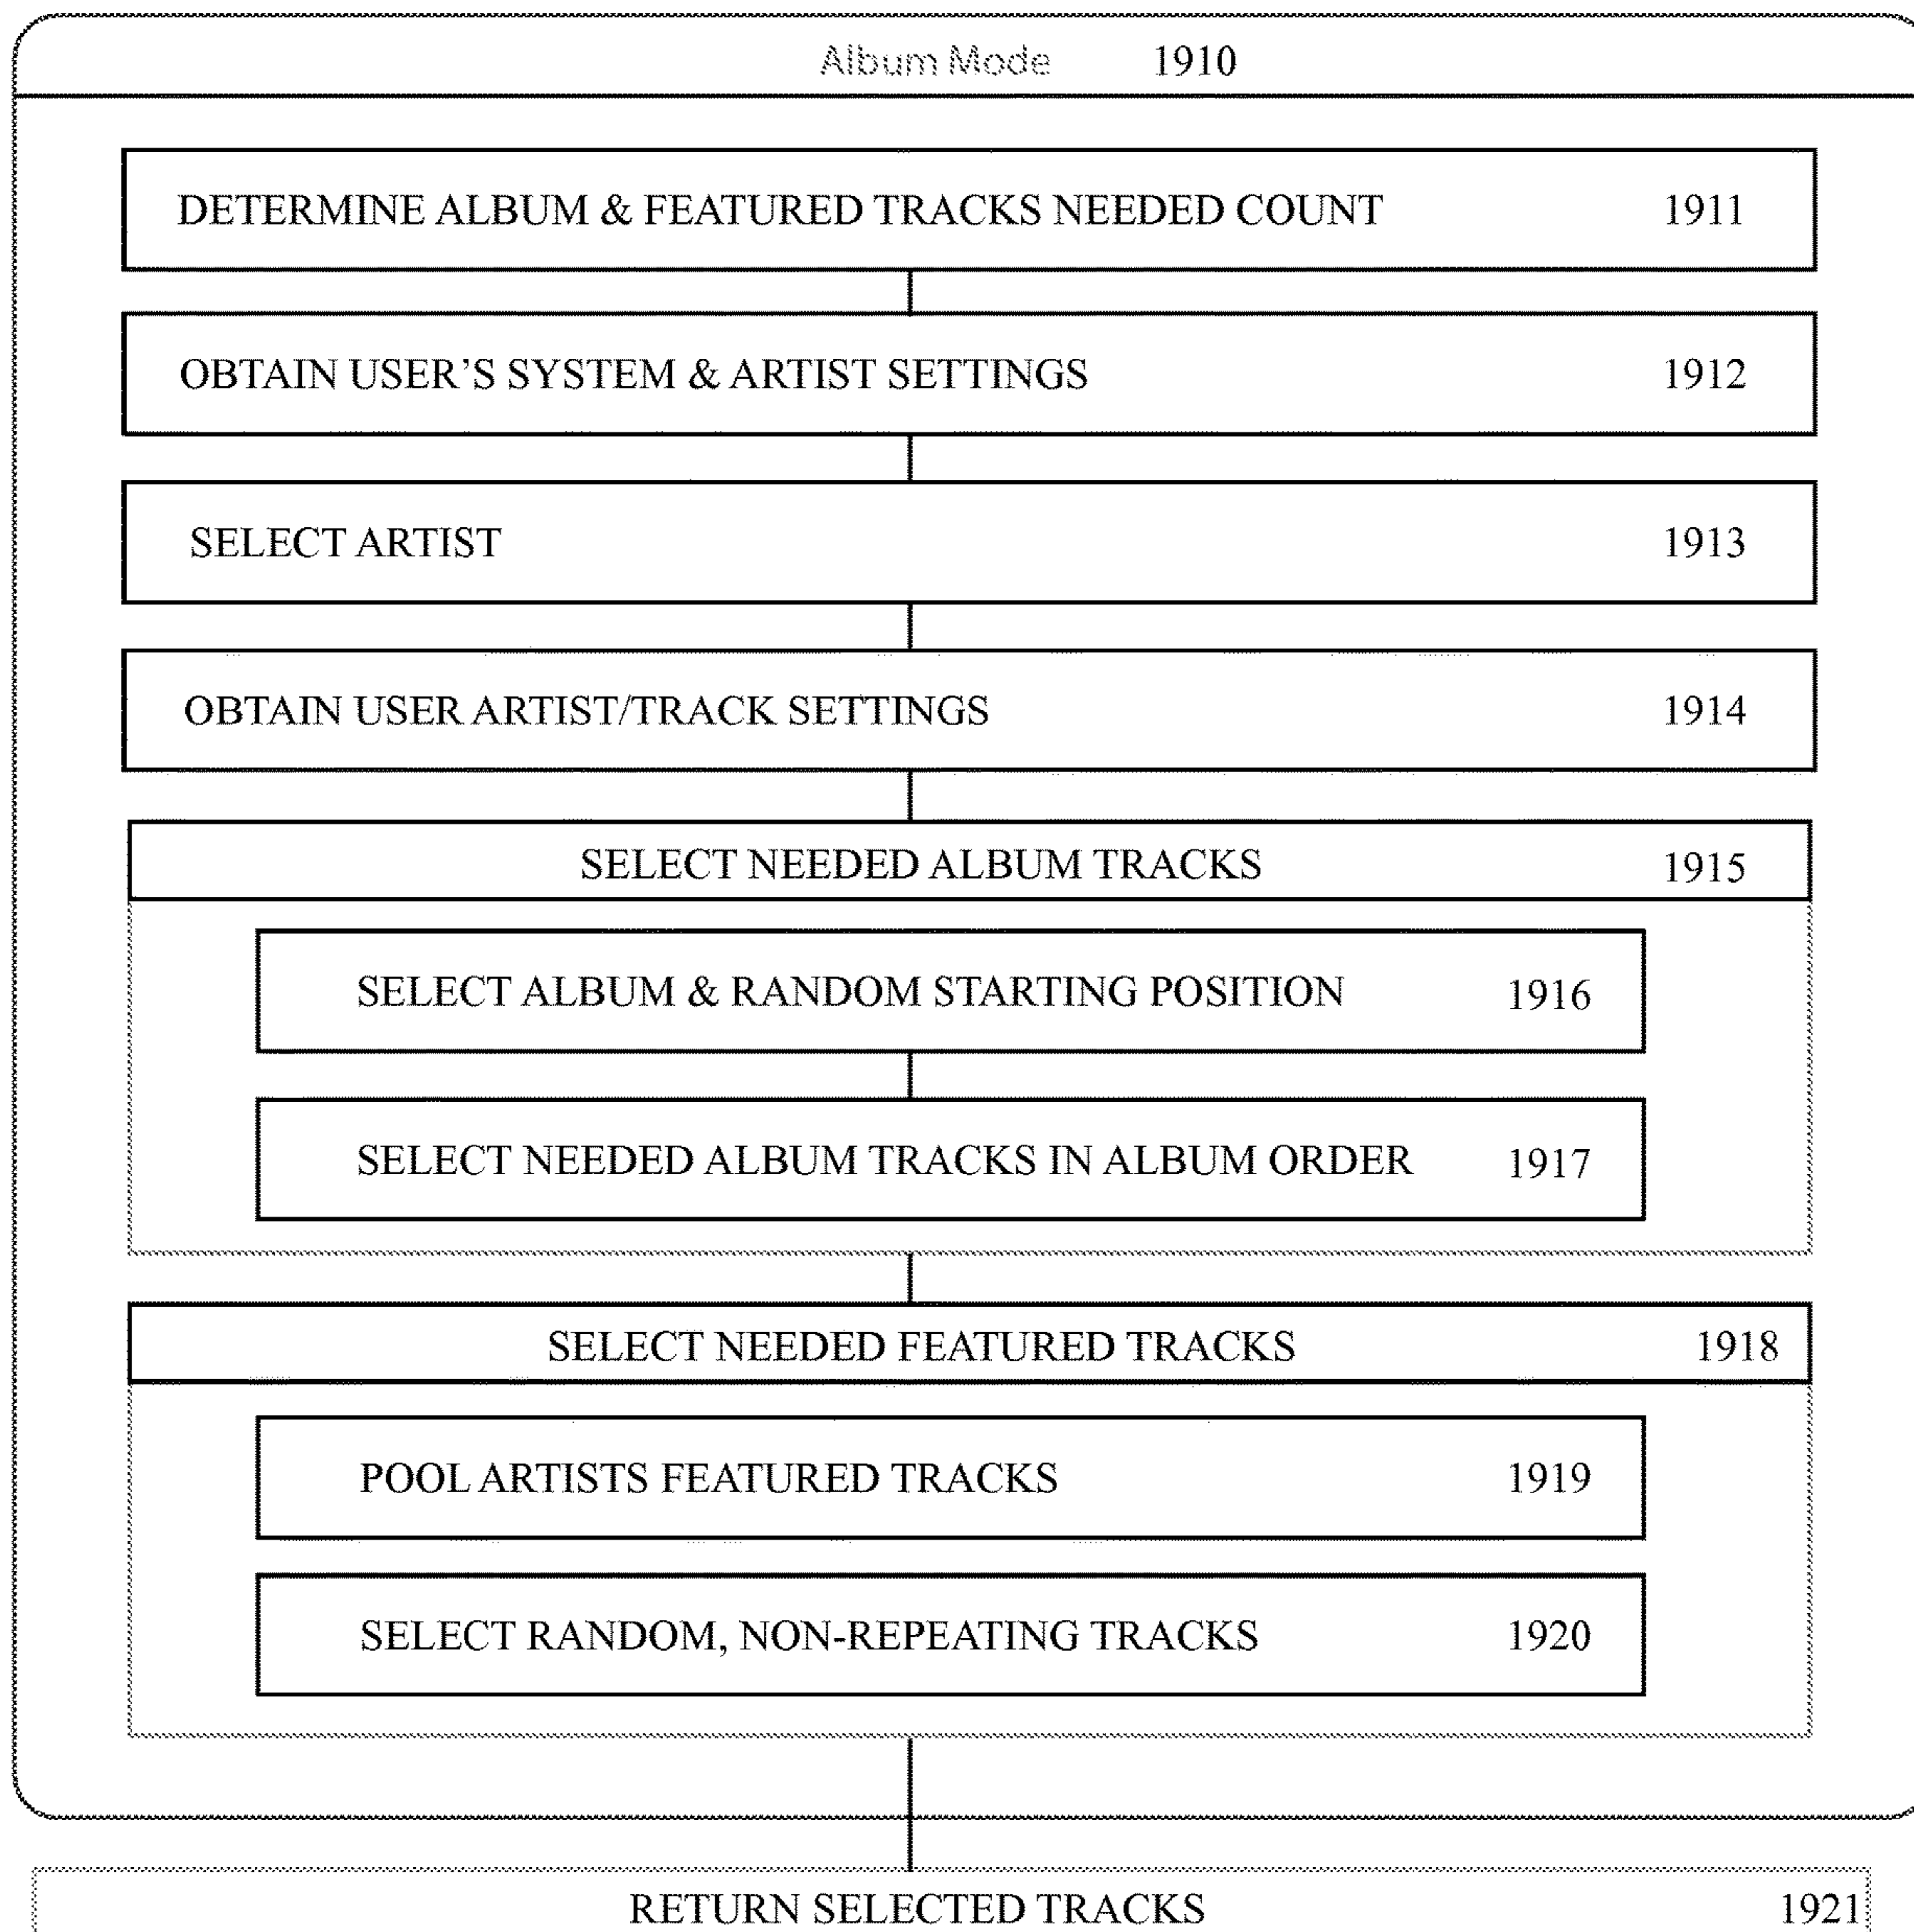 Album Mode 1910
DETERMINE ALBUM & FEATURED TRACKS NEEDED COUNT 1911
OBTAIN USER’S SYSTEM & ARTIST SETTINGS 1912
SELECT ARTIST 1913
OBTAIN USER ARTIST/TRACK SETTINGS 1914
SELECT NEEDED ALBUM TRACKS 1915
SELECT ALBUM & RANDOM STARTING POSITION 1916
SELECT NEEDED ALBUM TRACKS IN ALBUM ORDER 1917
SELECT NEEDED FEATURED TRACKS 1918
POOL ARTISTS FEATURED TRACKS 1919
SELECT RANDOM, NON-REPEATING TRACKS 1920
RETURN SELECTED TRACKS 1921